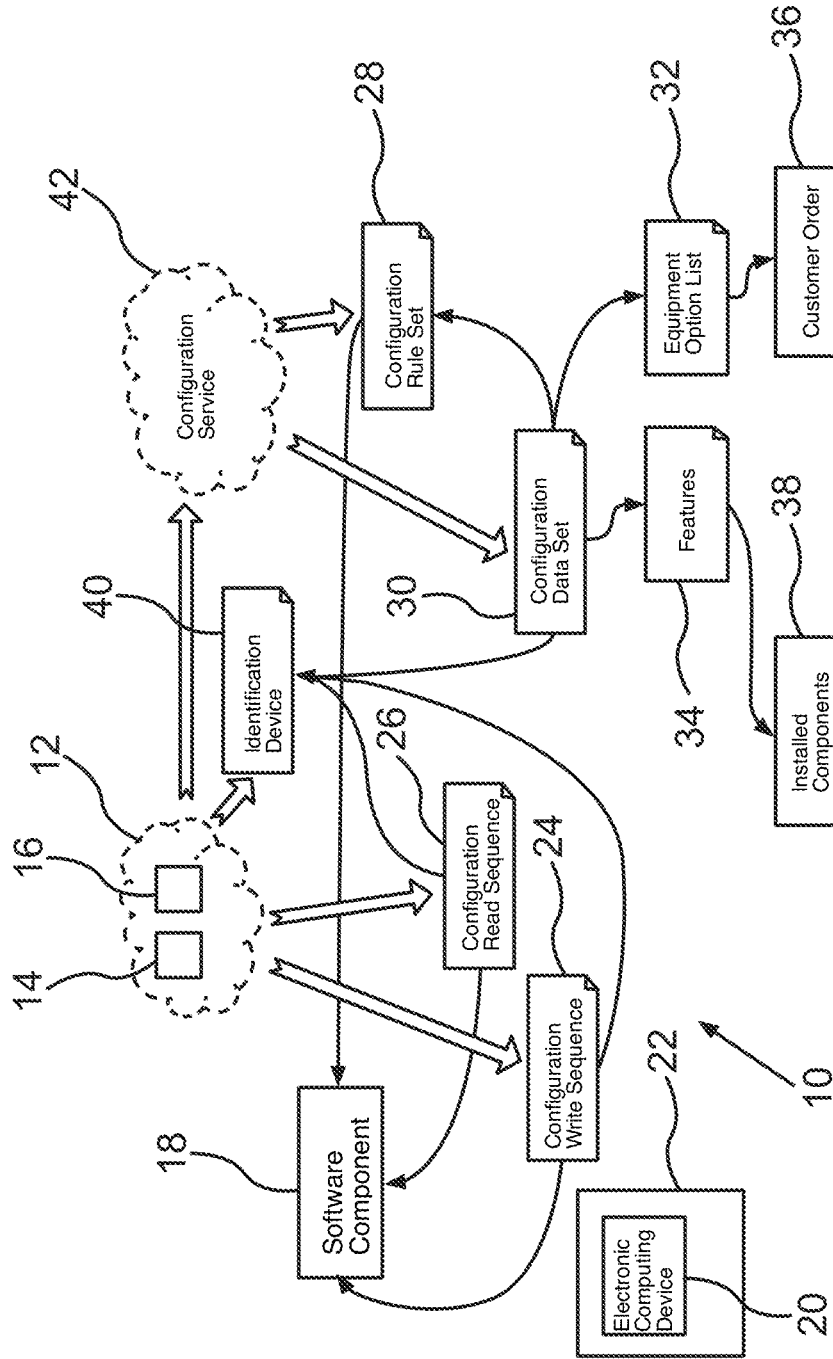 42
Configuration
Service
28
Configuration
Rule Set
32
Equipment
Option List
36
Customer Order
40
Identification
Device
30
Configuration
Data Set
34
Features
38
Installed
Components
12
16
14
26
Configuration
Read Sequence
24
Configuration
Write Sequence
18
Software
Component
10
22
Electronic
Computing
Device
20